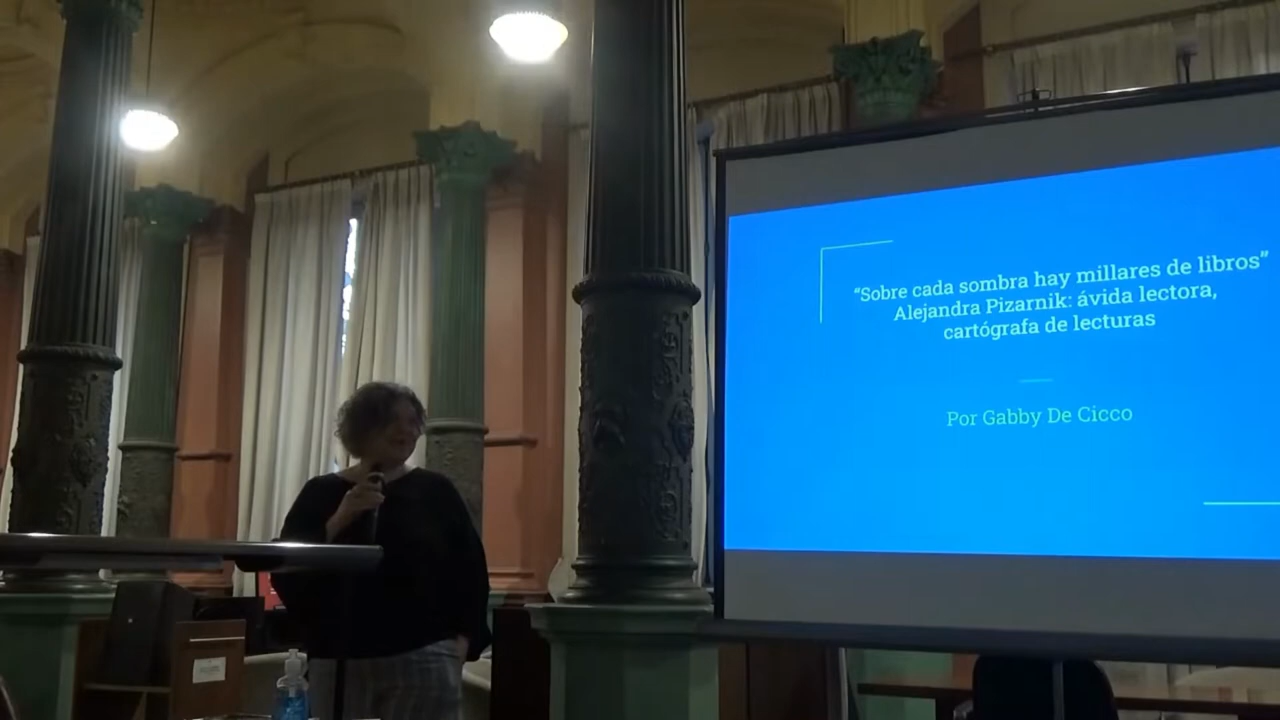 “Sobre cada sombra hay millares de libros”
Alejandra Pizarnik: ávida lectora,
cartógrafa de lecturas
Por Gabby De Cicco